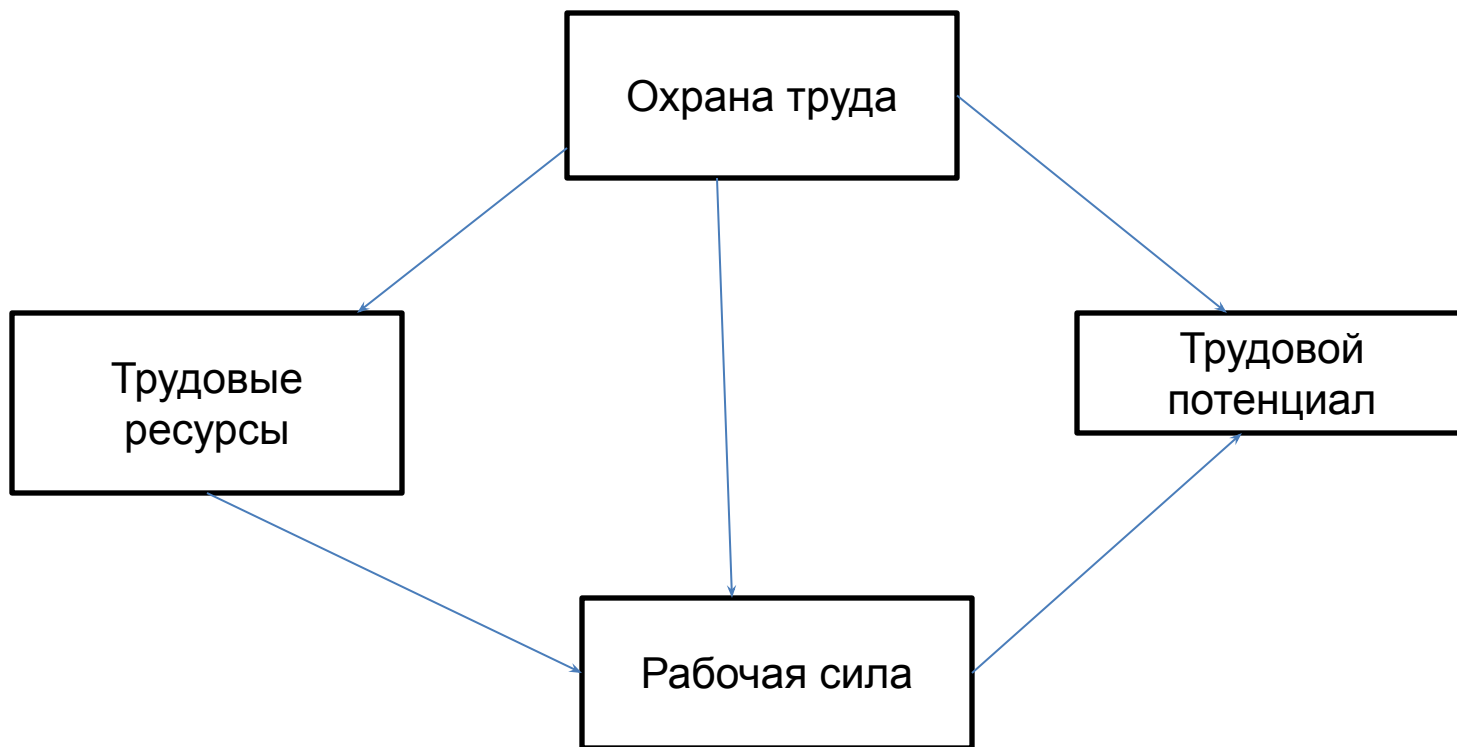 Охрана труда
Трудовые
ресурсы
Трудовой
потенциал
Рабочая сила